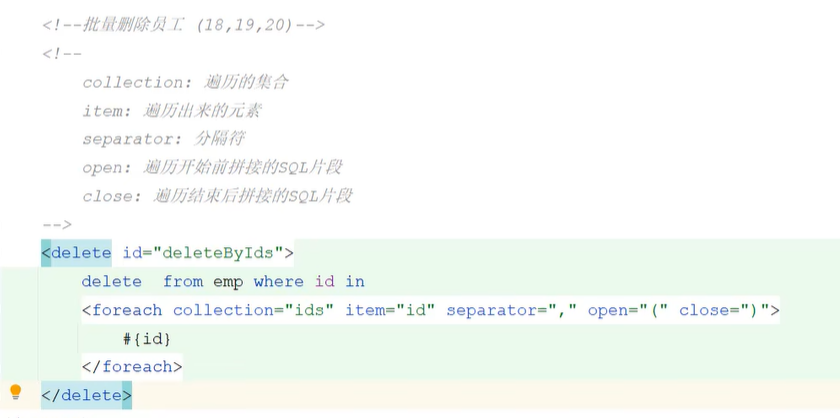 <!--批量删除员工 (18,19,20)-->
<!--
collection: 遍历的集合
item: 遍历出来的元素
separator: 分隔符
open: 遍历开始前拼接的SQL片段
close: 遍历结束后拼接的SQL片段
-->
<delete id="deleteByIds">
delete  from emp where id in
<foreach collection="ids" item="id" separator="," open="(" close=")">
#{id}
</foreach>
</delete>